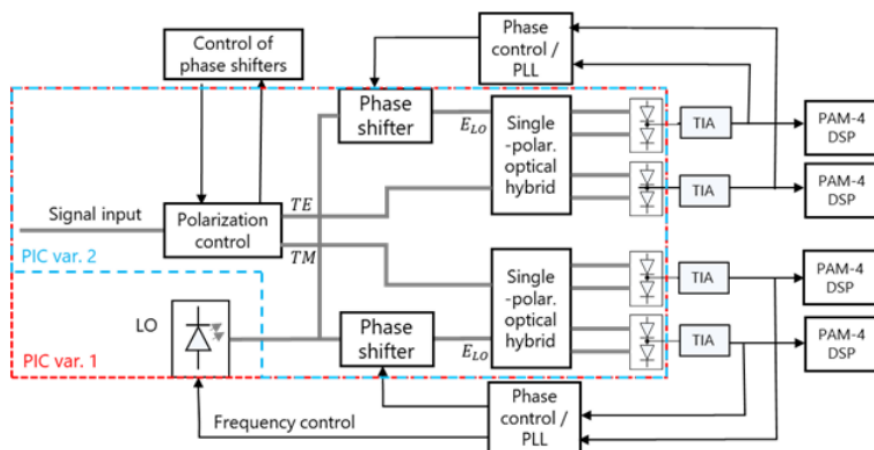 Control of
phase shifters
Phase
control /
PLL
Phase
shifter
E_LO
Single
-polar.
optical
hybrid
TIA
PAM-4
DSP
TIA
PAM-4
DSP
Signal input
Polarization
control
TE
TM
PIC var. 2
Single
-polar.
optical
hybrid
TIA
PAM-4
DSP
LO
Phase
shifter
E_LO
TIA
PAM-4
DSP
PIC var. 1
Frequency control
Phase
control /
PLL